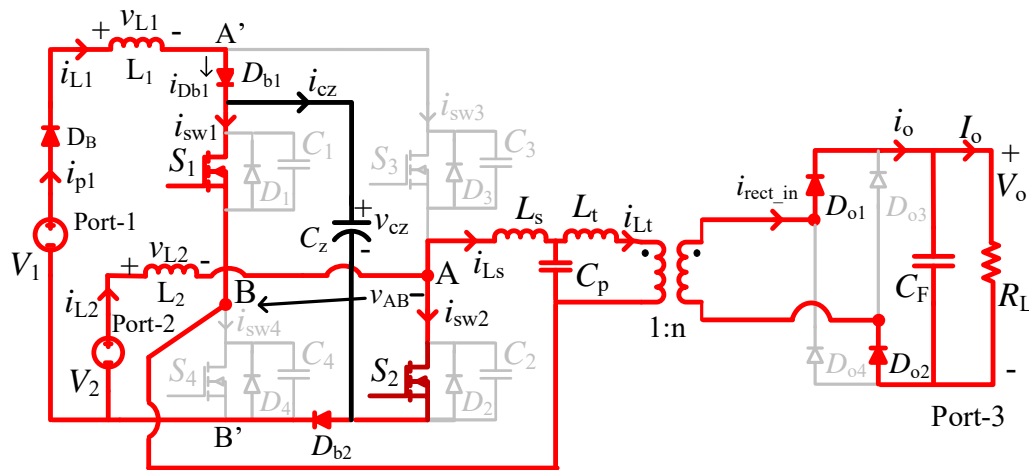 + vL1 -
A'
iL1
L1
iDb1
Db1
icz
isw3
DB
isw1
S1
C1
D1
S3
C3
D3
io
Io
+
Vo
-
ip1
Port-1
V1
+
vcz
-
Cz
Ls
Lt
iLt
irect_in
Do1
Do3
+ vL2 -
L2
A
iLs
Cp
CF
RL
iL2
Port-2
B
vAB
-
isw2
1:n
isw4
V2
S4
C4
D4
S2
C2
D2
Do4
Do2
B'
Db2
Port-3